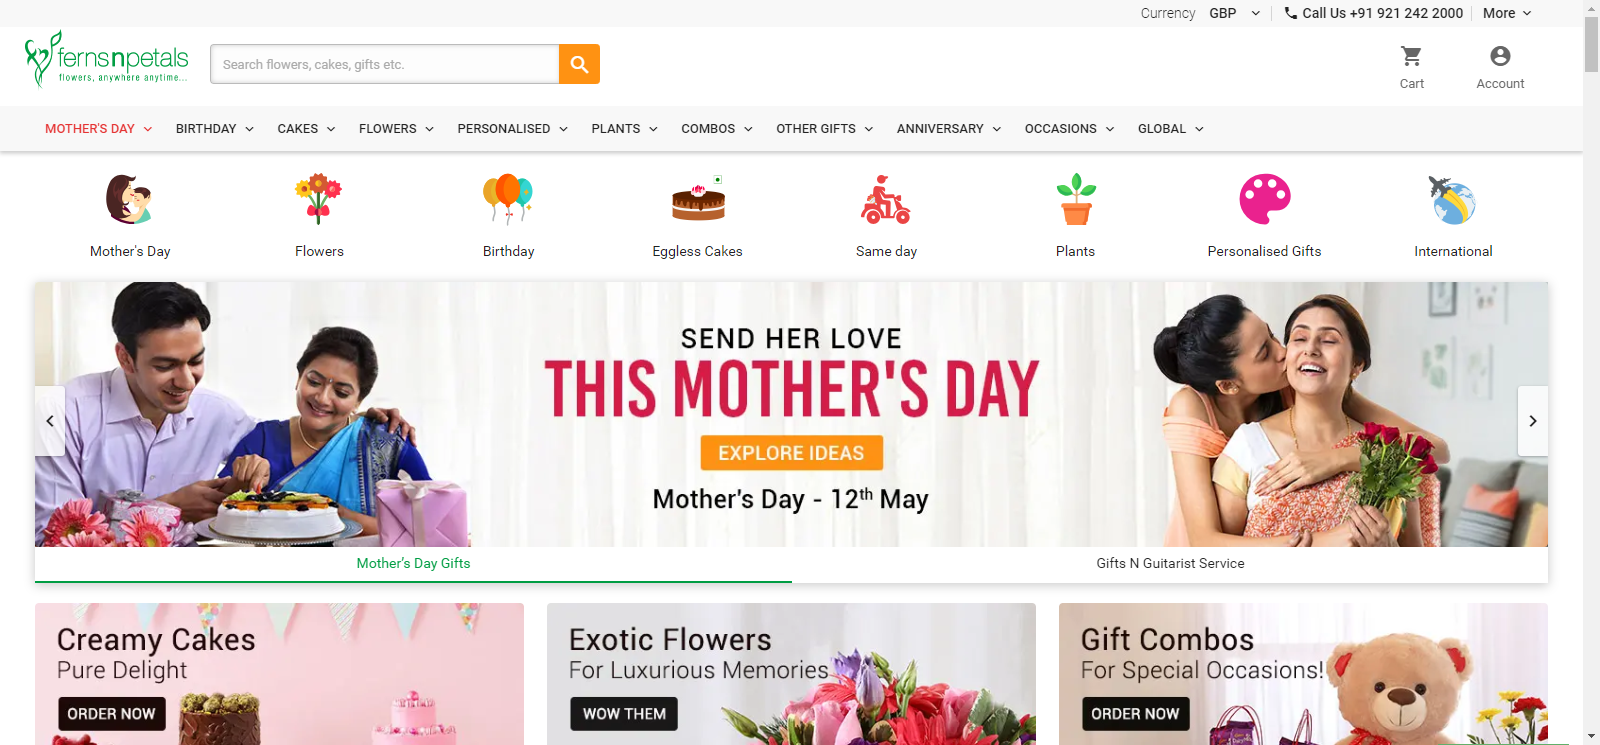 Currency GBP Call Us +91 921 242 2000 More
fernsnpetals
flowers, anywhere anytime...
Search flowers, cakes, gifts etc.
Cart Account
MOTHER'S DAY BIRTHDAY CAKES FLOWERS PERSONALISED PLANTS COMBOS OTHER GIFTS ANNIVERSARY OCCASIONS GLOBAL
Mother's Day Flowers Birthday Eggless Cakes Same day Plants Personalised Gifts International
SEND HER LOVE
THIS MOTHER'S DAY
EXPLORE IDEAS
Mother's Day - 12th May
Mother's Day Gifts Gifts N Guitarist Service
Creamy Cakes
Pure Delight
ORDER NOW
Exotic Flowers
For Luxurious Memories
WOW THEM
Gift Combos
For Special Occasions!
ORDER NOW